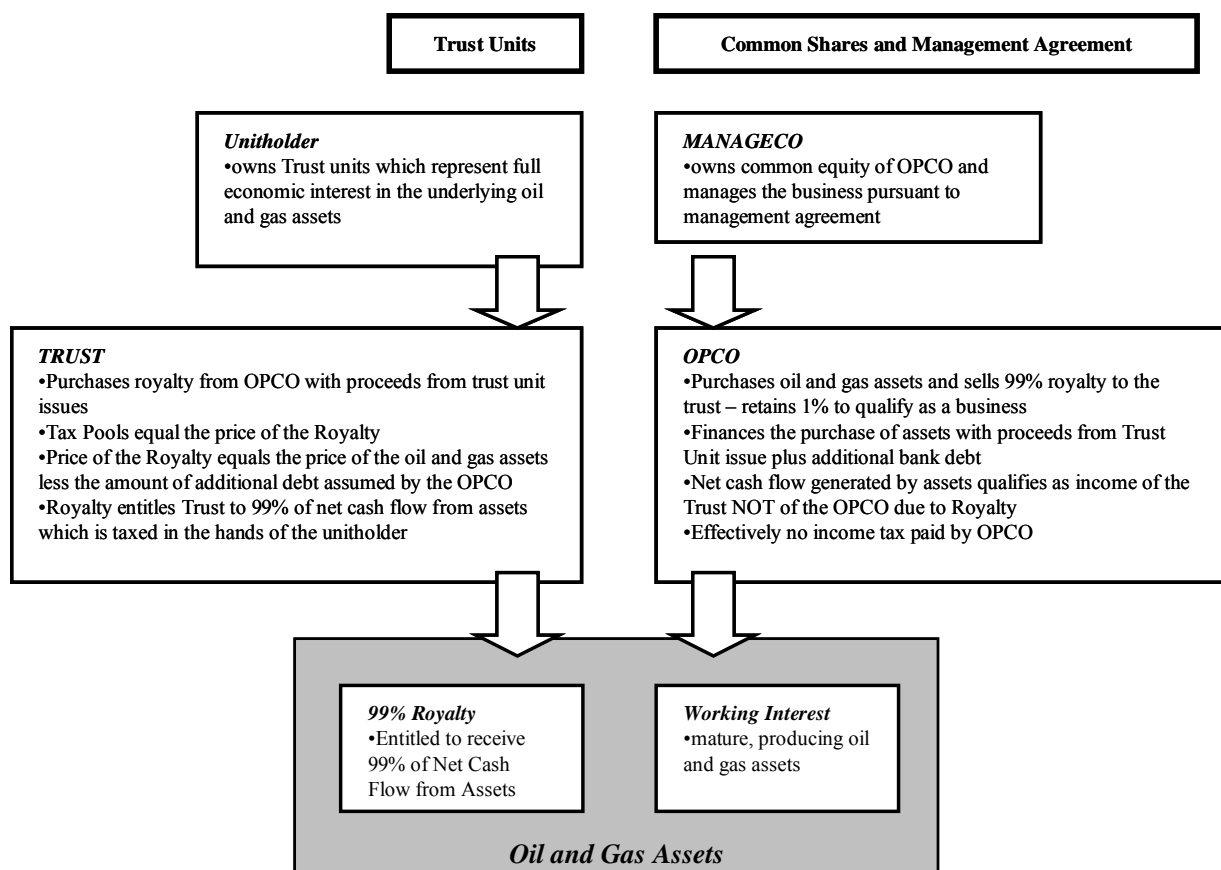 Trust Units
Common Shares and Management Agreement
Unitholder
•owns Trust units which represent full
economic interest in the underlying oil
and gas assets
MANAGECO
•owns common equity of OPCO and
manages the business pursuant to
management agreement
TRUST
•Purchases royalty from OPCO with proceeds from trust unit
issues
•Tax Pools equal the price of the Royalty
•Price of the Royalty equals the price of the oil and gas assets
less the amount of additional debt assumed by the OPCO
•Royalty entitles Trust to 99% of net cash flow from assets
which is taxed in the hands of the unitholder
OPCO
•Purchases oil and gas assets and sells 99% royalty to the
trust – retains 1% to qualify as a business
•Finances the purchase of assets with proceeds from Trust
Unit issue plus additional bank debt
•Net cash flow generated by assets qualifies as income of the
Trust NOT of the OPCO due to Royalty
•Effectively no income tax paid by OPCO
99% Royalty
•Entitled to receive
99% of Net Cash
Flow from Assets
Working Interest
•mature, producing oil
and gas assets
Oil and Gas Assets